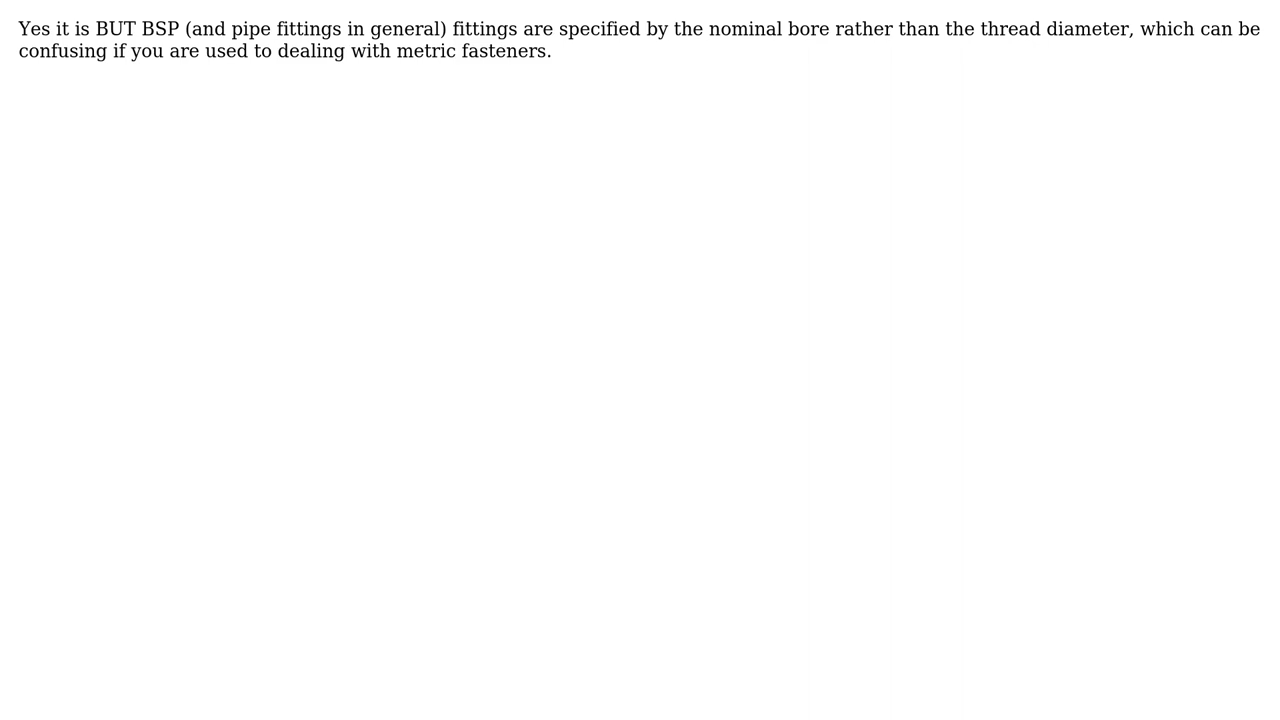 Yes it is BUT BSP (and pipe fittings in general) fittings are specified by the nominal bore rather than the thread diameter, which can be
confusing if you are used to dealing with metric fasteners.